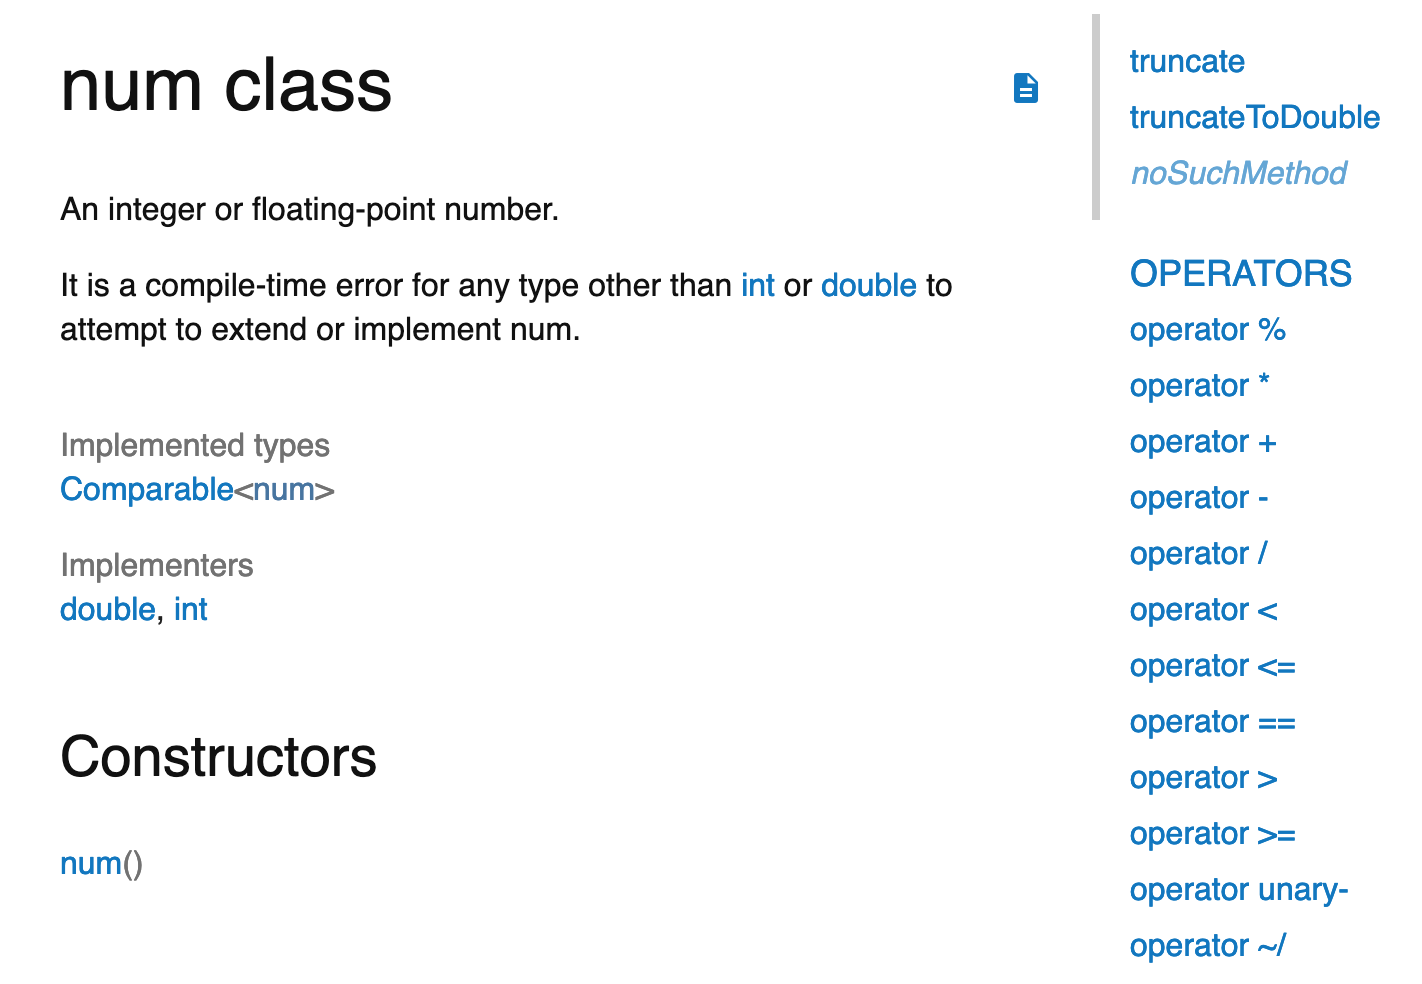 num class
An integer or floating-point number.
It is a compile-time error for any type other than int or double to
attempt to extend or implement num.
Implemented types
Comparable<num>
Implementers
double, int
Constructors
num()
truncate
truncateToDouble
noSuchMethod
OPERATORS
operator %
operator *
operator +
operator -
operator /
operator <
operator <=
operator ==
operator >
operator >=
operator unary-
operator ~/